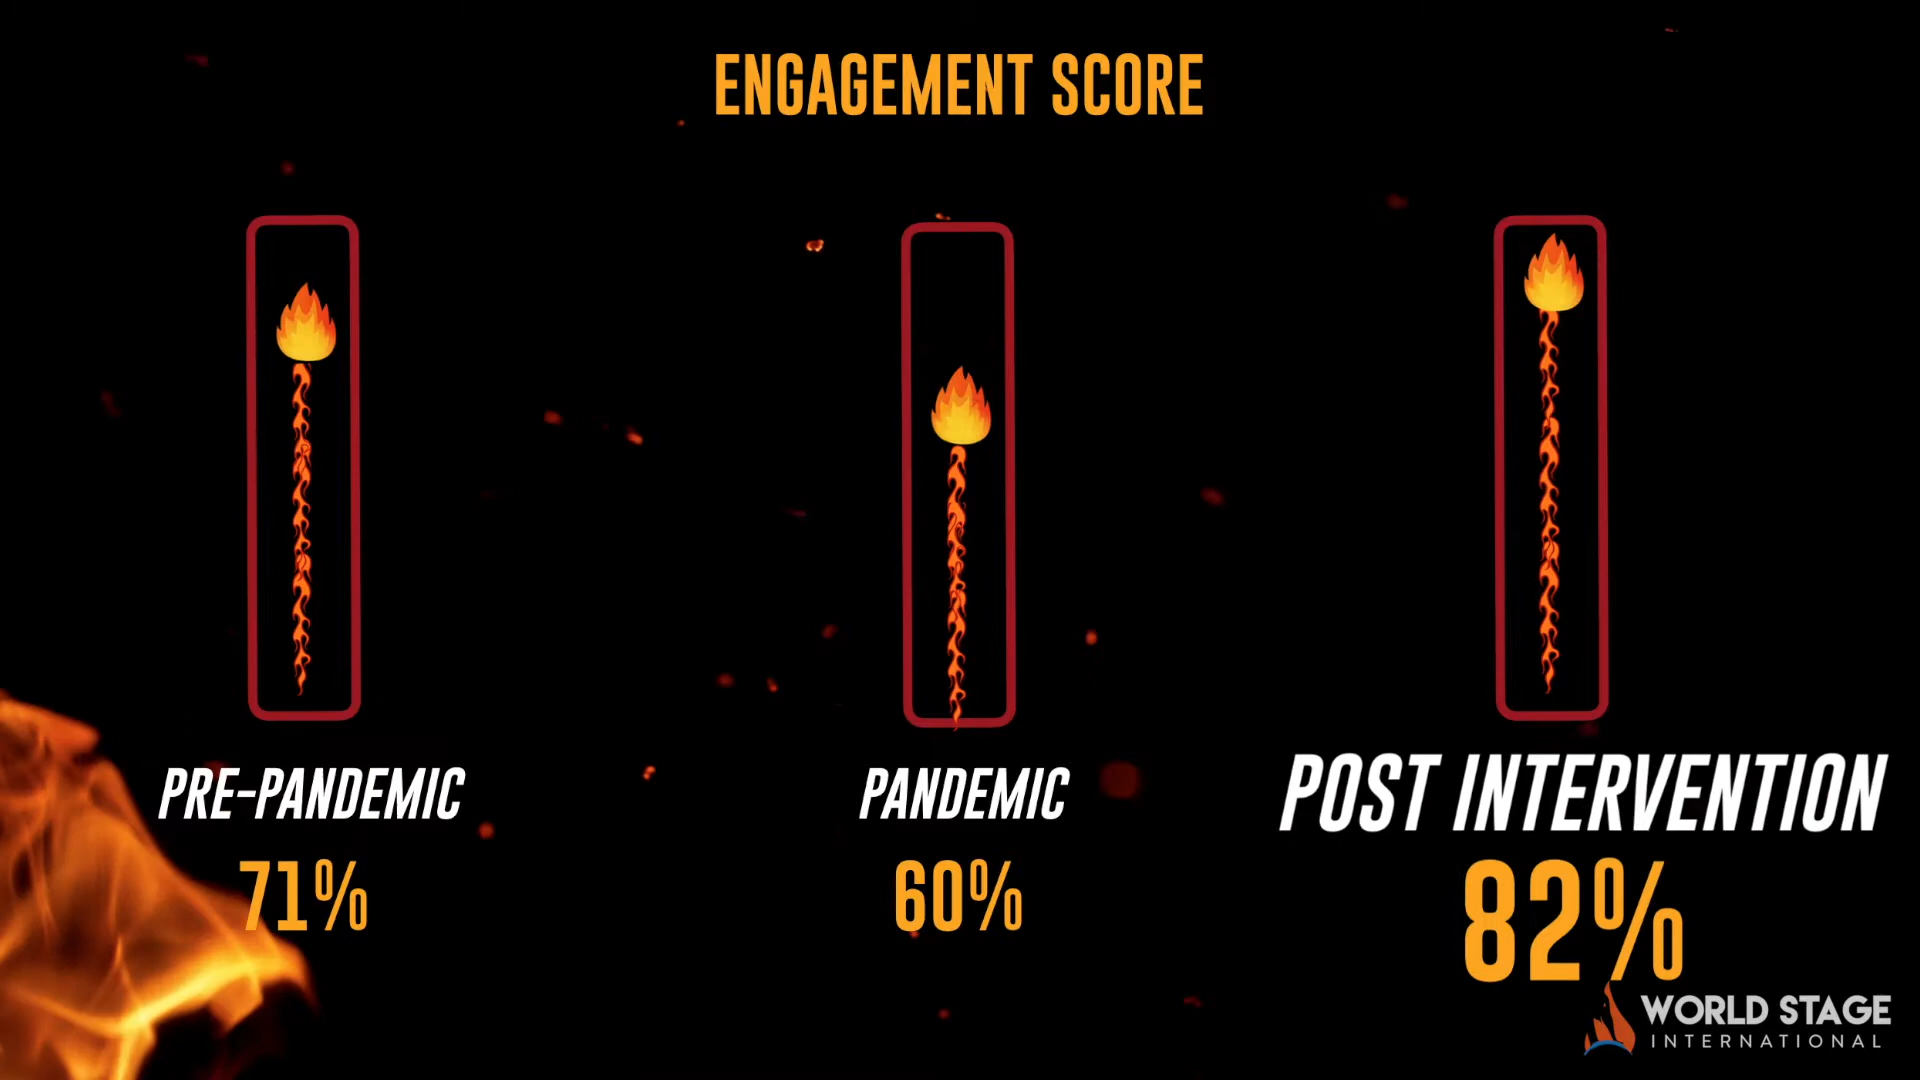 ENGAGEMENT SCORE
PRE-PANDEMIC
71%
PANDEMIC
60%
POST INTERVENTION
82%
WORLD STAGE
INTERNATIONAL